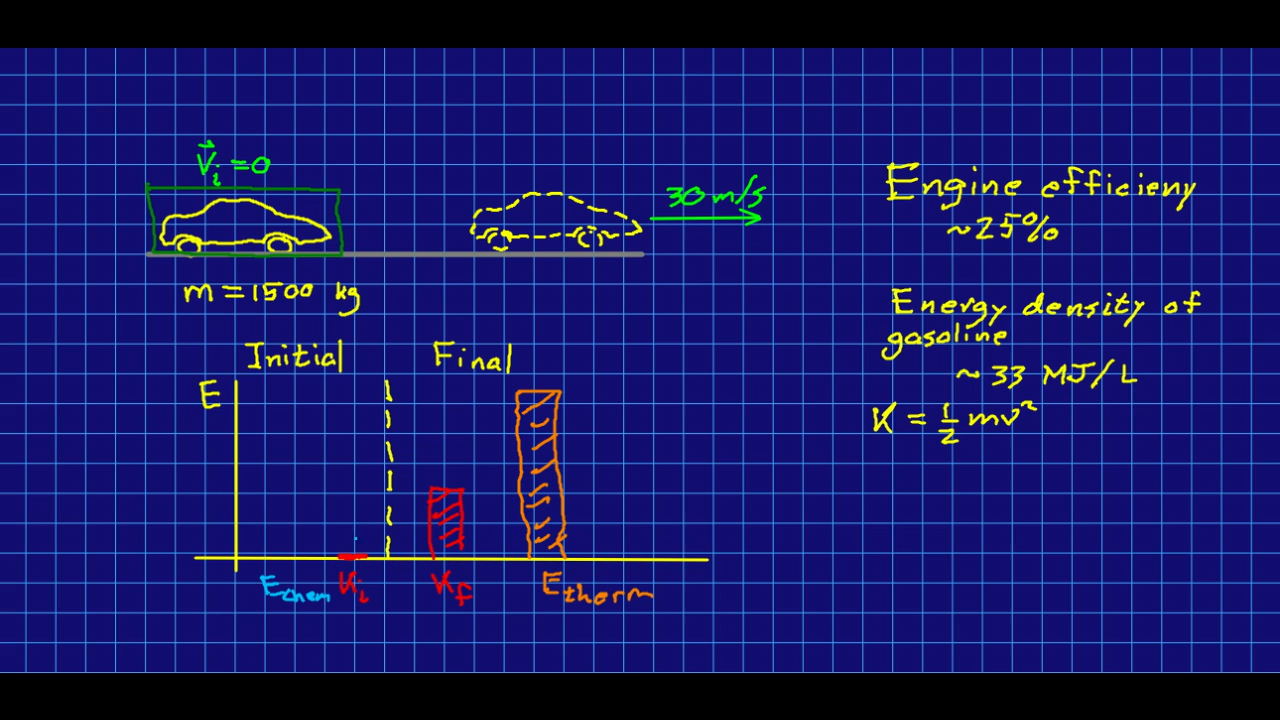 V⃗i = 0
30 m/s
m = 1500 kg
Engine efficieny
~25%
Energy density of
gasoline
~ 33 MJ/L
K = 1/2 mv²
Initial
Final
E
Echem Ki Kf Etherm